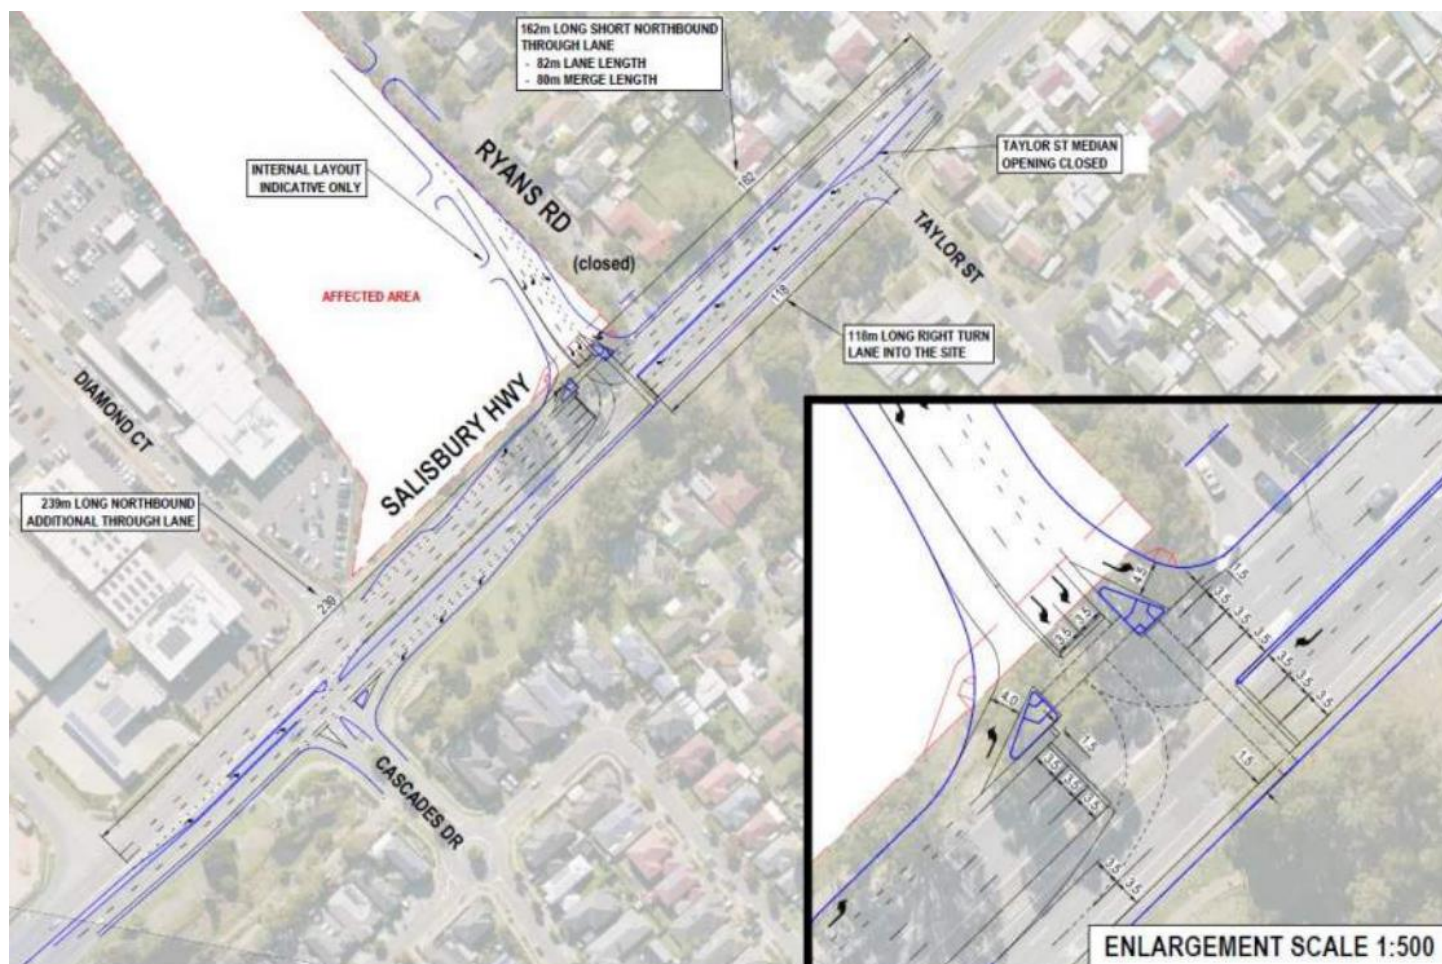 162m LONG SHORT NORTHBOUND
THROUGH LANE
- 82m LANE LENGTH
- 80m MERGE LENGTH
TAYLOR ST MEDIAN
OPENING CLOSED
INTERNAL LAYOUT
INDICATIVE ONLY
RYANS RD
(closed)
162
TAYLOR ST
118
118m LONG RIGHT TURN
LANE INTO THE SITE
AFFECTED AREA
DIAMOND CT
SALISBURY HWY
239m LONG NORTHBOUND
ADDITIONAL THROUGH LANE
239
CASCADES DR
4.5
1.5
3.5
3.5
3.5
3.5
3.5
3.5
3.5
3.5
4.0
1.5
3.5
3.5
3.5
1.5
3.5
3.5
ENLARGEMENT SCALE 1:500